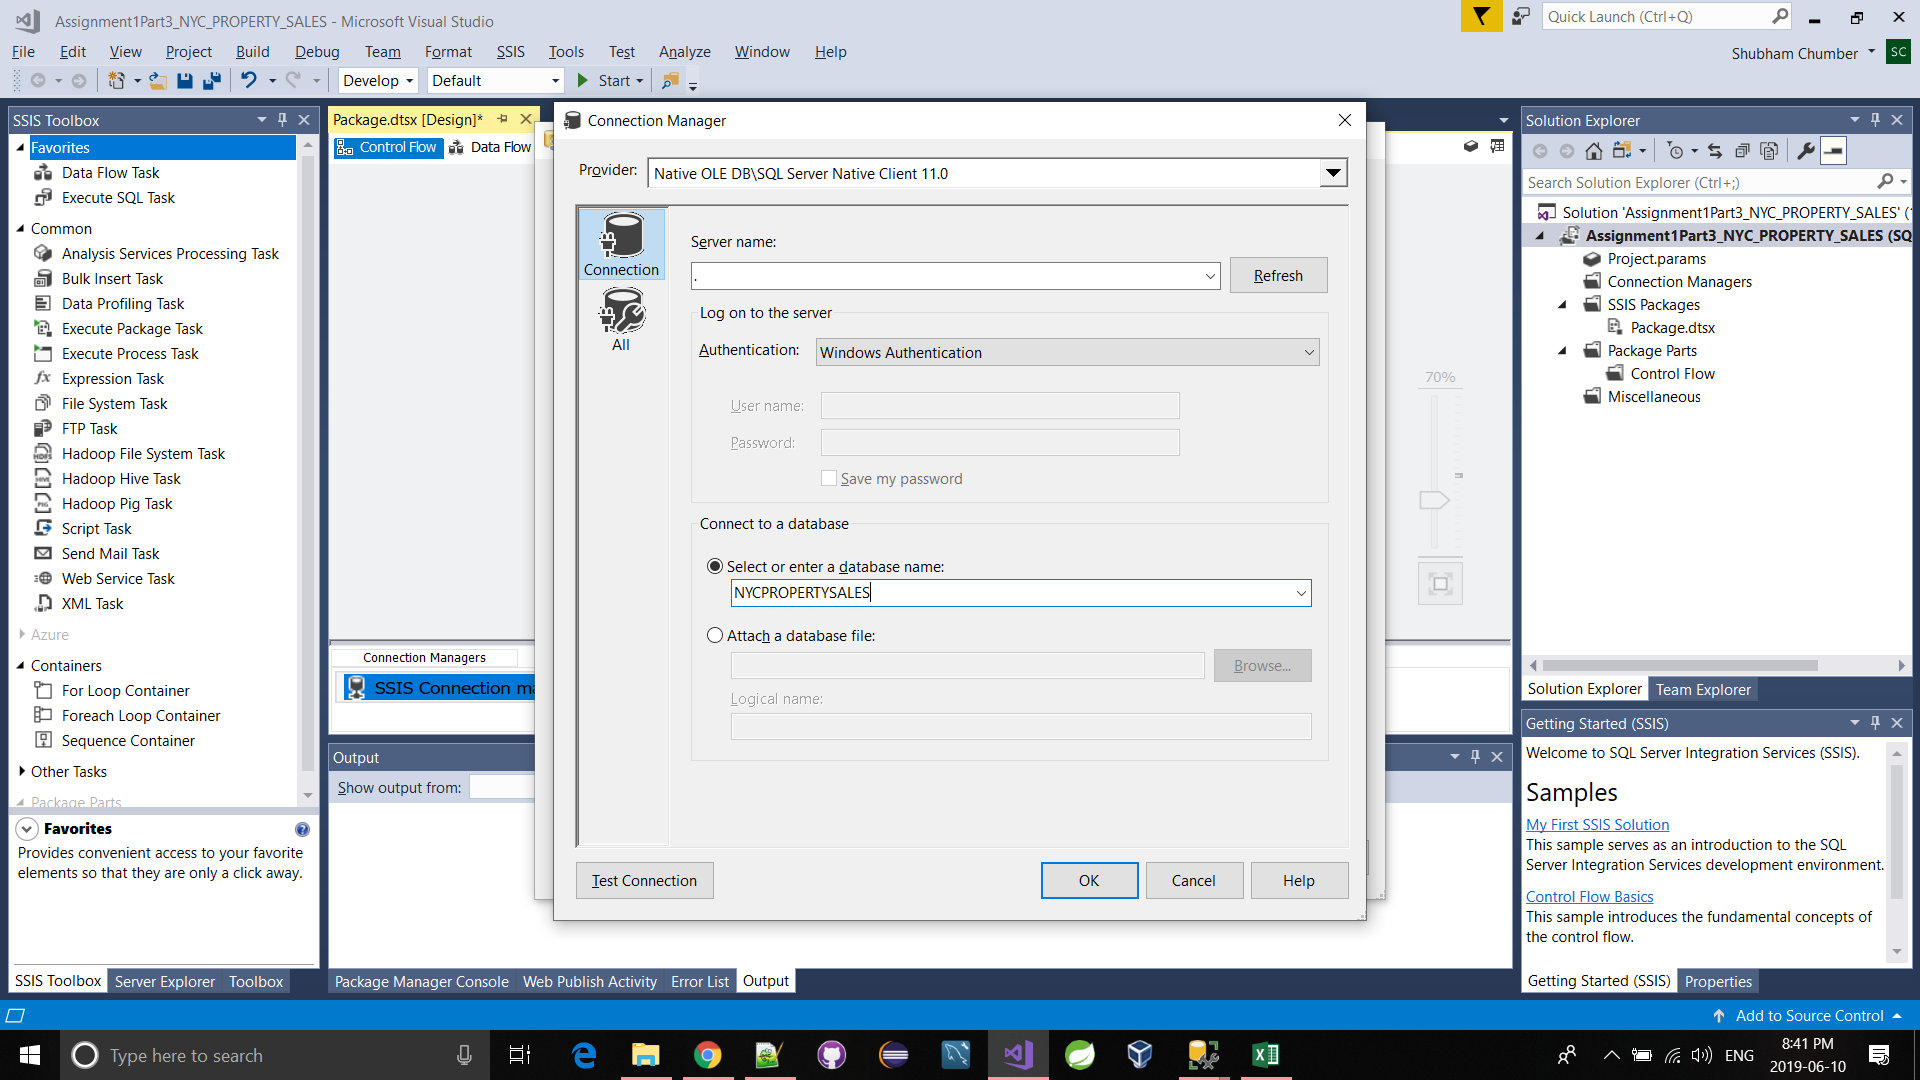 Assignment1Part3_NYC_PROPERTY_SALES - Microsoft Visual Studio
Quick Launch (Ctrl+Q)
File Edit View Project Build Debug Team Format SSIS Tools Test Analyze Window Help
Shubham Chumber SC
Develop Default Start
SSIS Toolbox
Favorites
Data Flow Task
Execute SQL Task
Common
Analysis Services Processing Task
Bulk Insert Task
Data Profiling Task
Execute Package Task
Execute Process Task
Expression Task
File System Task
FTP Task
Hadoop File System Task
Hadoop Hive Task
Hadoop Pig Task
Script Task
Send Mail Task
Web Service Task
XML Task
Azure
Containers
For Loop Container
Foreach Loop Container
Sequence Container
Other Tasks
Package Parts
Favorites
Provides convenient access to your favorite
elements so that they are only a click away.
SSIS Toolbox Server Explorer Toolbox
Package.dtsx [Design]*
Control Flow Data Flow
70%
Connection Managers
SSIS Connection ma
Output
Show output from:
Package Manager Console Web Publish Activity Error List Output
Connection Manager
Provider: Native OLE DB\SQL Server Native Client 11.0
Connection
All
Server name:
.
Refresh
Log on to the server
Authentication: Windows Authentication
User name:
Password:
Save my password
Connect to a database
Select or enter a database name:
NYCPROPERTYSALES
Attach a database file:
Browse...
Logical name:
Test Connection OK Cancel Help
Solution Explorer
Search Solution Explorer (Ctrl+;)
Solution 'Assignment1Part3_NYC_PROPERTY_SALES' (
Assignment1Part3_NYC_PROPERTY_SALES (SQ
Project.params
Connection Managers
SSIS Packages
Package.dtsx
Package Parts
Control Flow
Miscellaneous
Solution Explorer Team Explorer
Getting Started (SSIS)
Welcome to SQL Server Integration Services (SSIS).
Samples
My First SSIS Solution
This sample serves as an introduction to the SQL
Server Integration Services development environment.
Control Flow Basics
This sample introduces the fundamental concepts of
the control flow.
Getting Started (SSIS) Properties
Add to Source Control
Type here to search
ENG
8:41 PM
2019-06-10